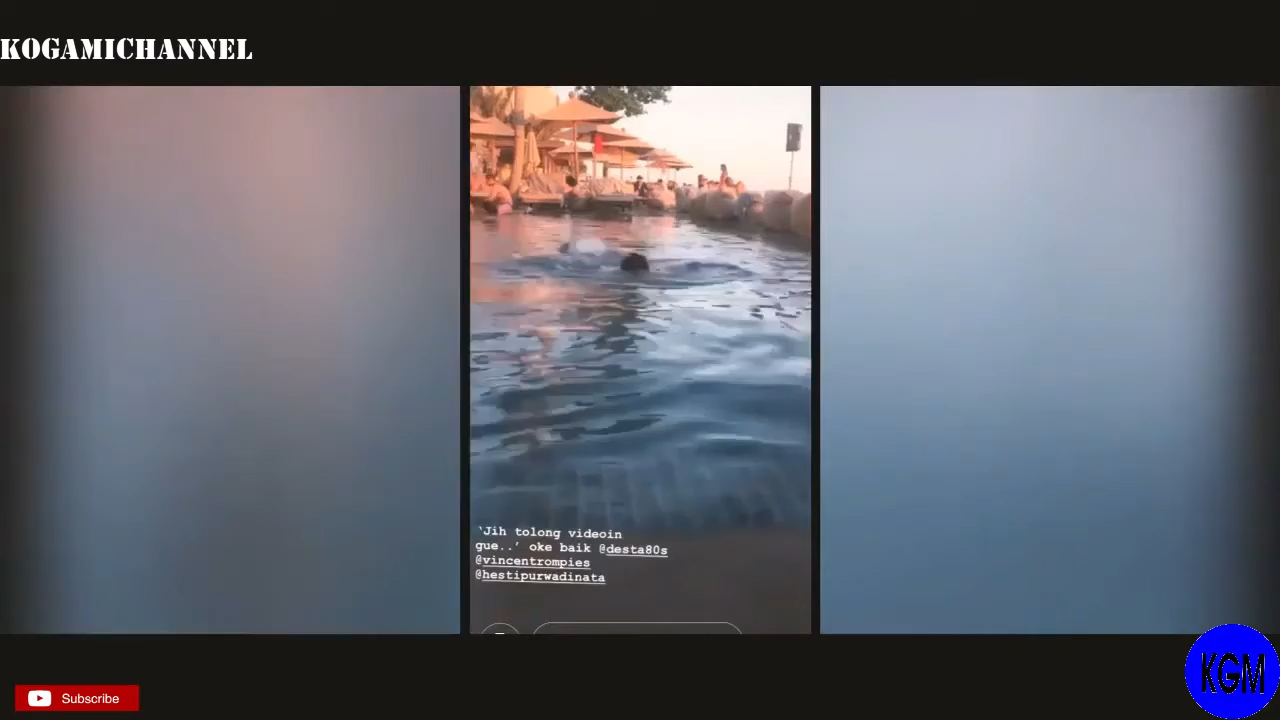 KOGAMICHANNEL
'Jih tolong videoin
gue..' oke baik @desta80s
@vincentrompies
@hestipurwadinata
Subscribe
KGM